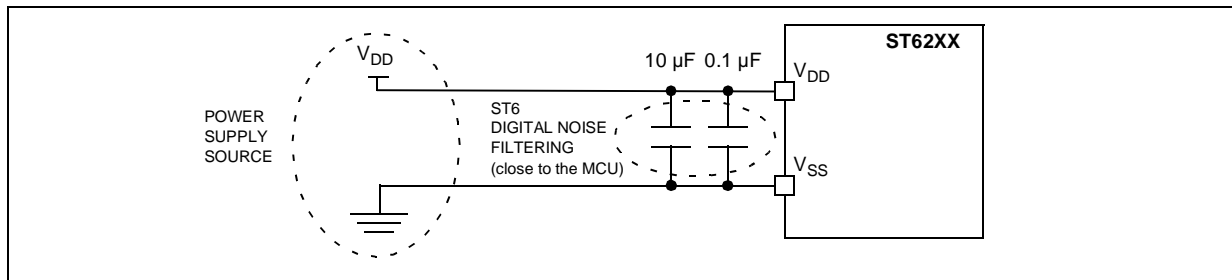 ST62XX
VDD
10 µF 0.1 µF
VDD
POWER
SUPPLY
SOURCE
ST6
DIGITAL NOISE
FILTERING
(close to the MCU)
VSS